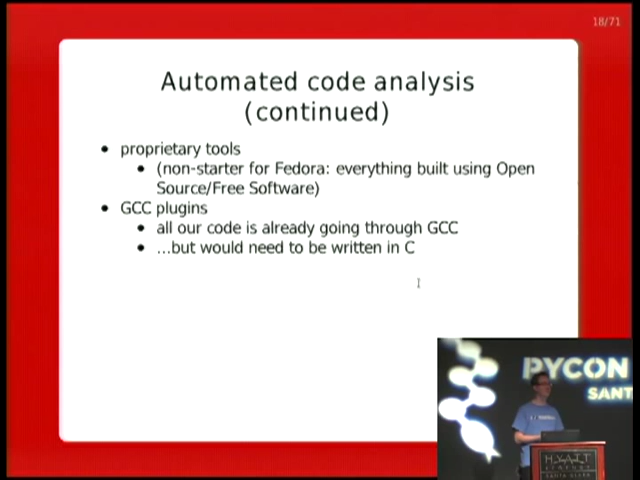 18/71
Automated code analysis
(continued)
• proprietary tools
• (non-starter for Fedora: everything built using Open
Source/Free Software)
• GCC plugins
• all our code is already going through GCC
• ...but would need to be written in C
PYCON
SANT
HYATT